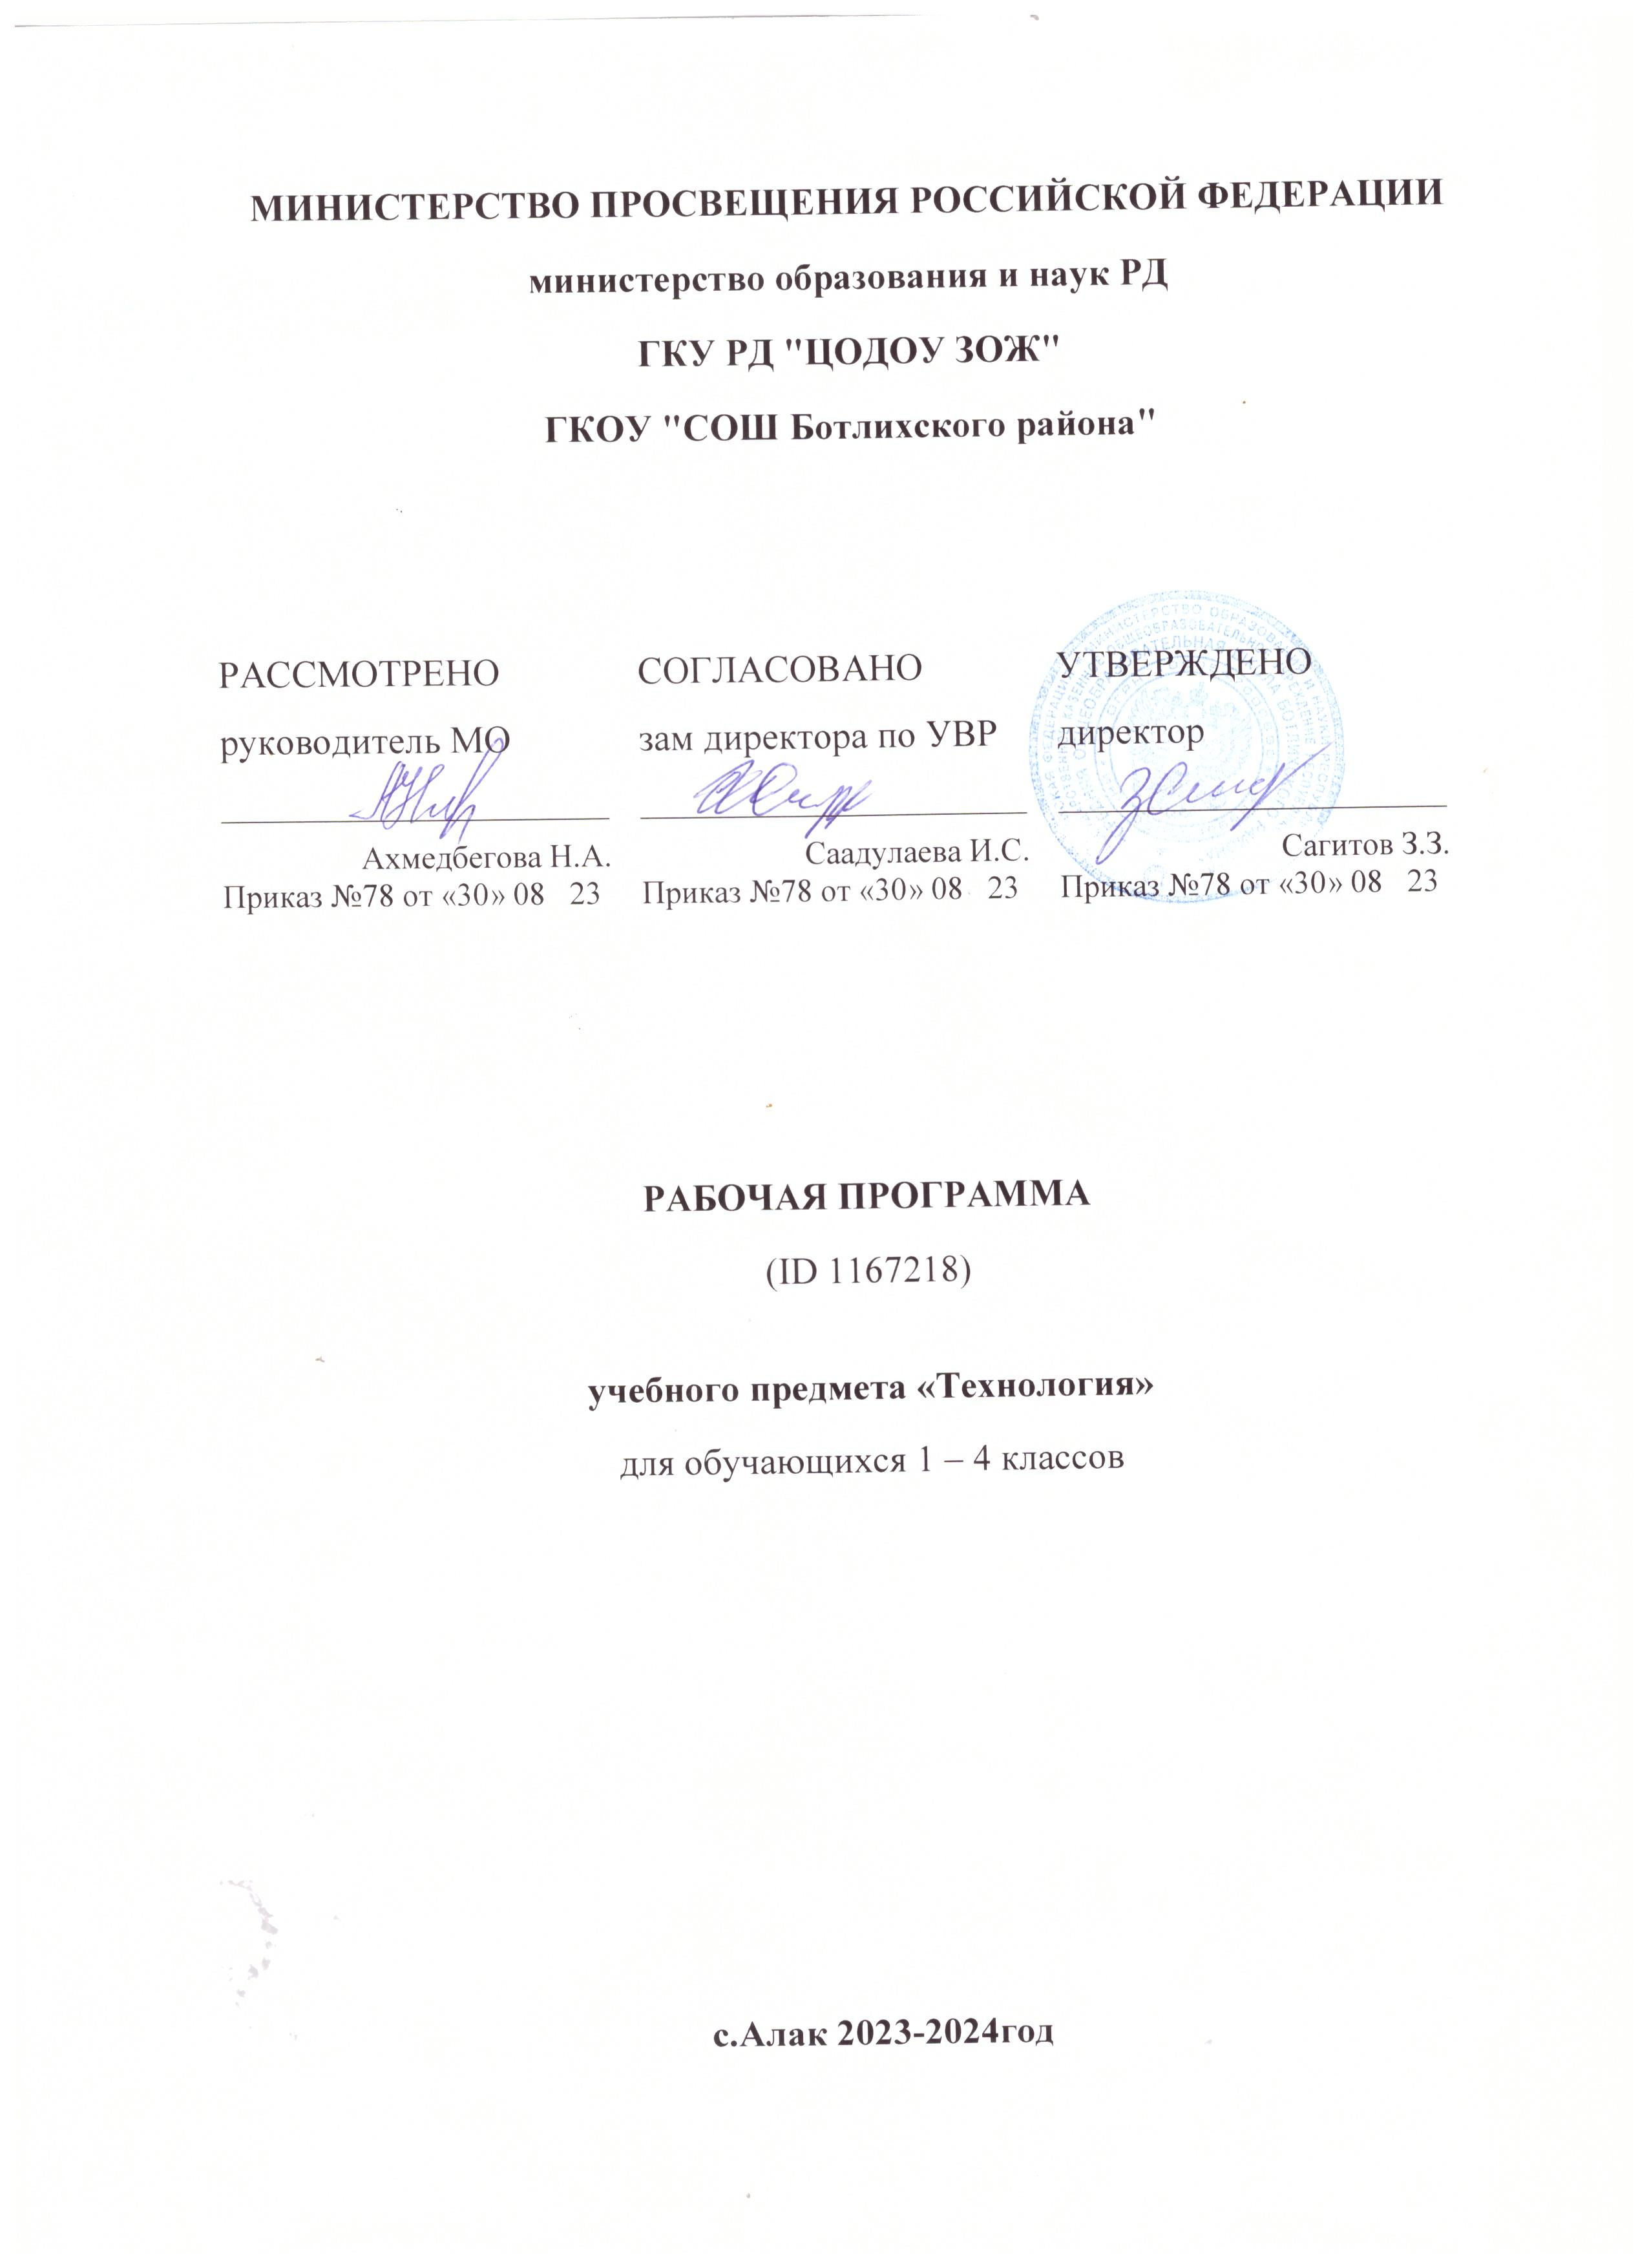 МИНИСТЕРСТВО ПРОСВЕЩЕНИЯ РОССИЙСКОЙ ФЕДЕРАЦИИ
министерство образования и наук РД
ГКУ РД "ЦОДОУ ЗОЖ"
ГКОУ "СОШ Ботлихского района"
РАССМОТРЕНО
руководитель МО
Ахмедбегова Н.А.
Приказ №78 от «30» 08 23
СОГЛАСОВАНО
зам директора по УВР
Саадулаева И.С.
Приказ №78 от «30» 08 23
УТВЕРЖДЕНО
директор
Сагитов З.З.
Приказ №78 от «30» 08 23
РАБОЧАЯ ПРОГРАММА
(ID 1167218)
учебного предмета «Технология»
для обучающихся 1 – 4 классов
с.Алак 2023-2024год